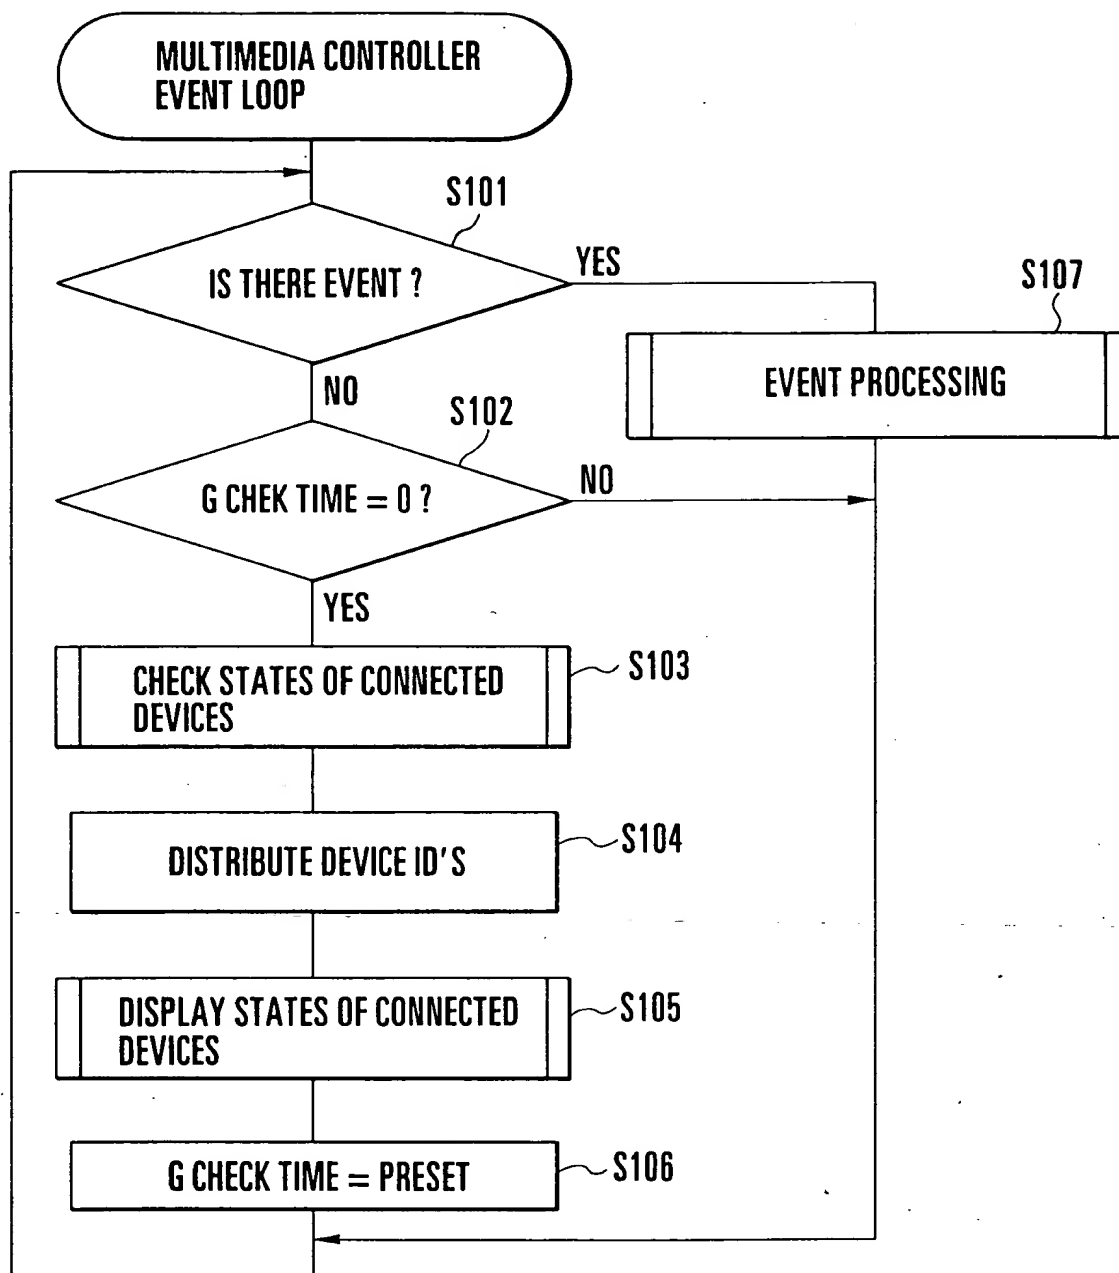 MULTIMEDIA CONTROLLER
EVENT LOOP
S101
IS THERE EVENT ?
YES
S107
EVENT PROCESSING
NO
S102
G CHEK TIME = 0 ?
NO
YES
CHECK STATES OF CONNECTED
DEVICES
S103
DISTRIBUTE DEVICE ID'S
S104
DISPLAY STATES OF CONNECTED
DEVICES
S105
G CHECK TIME = PRESET
S106